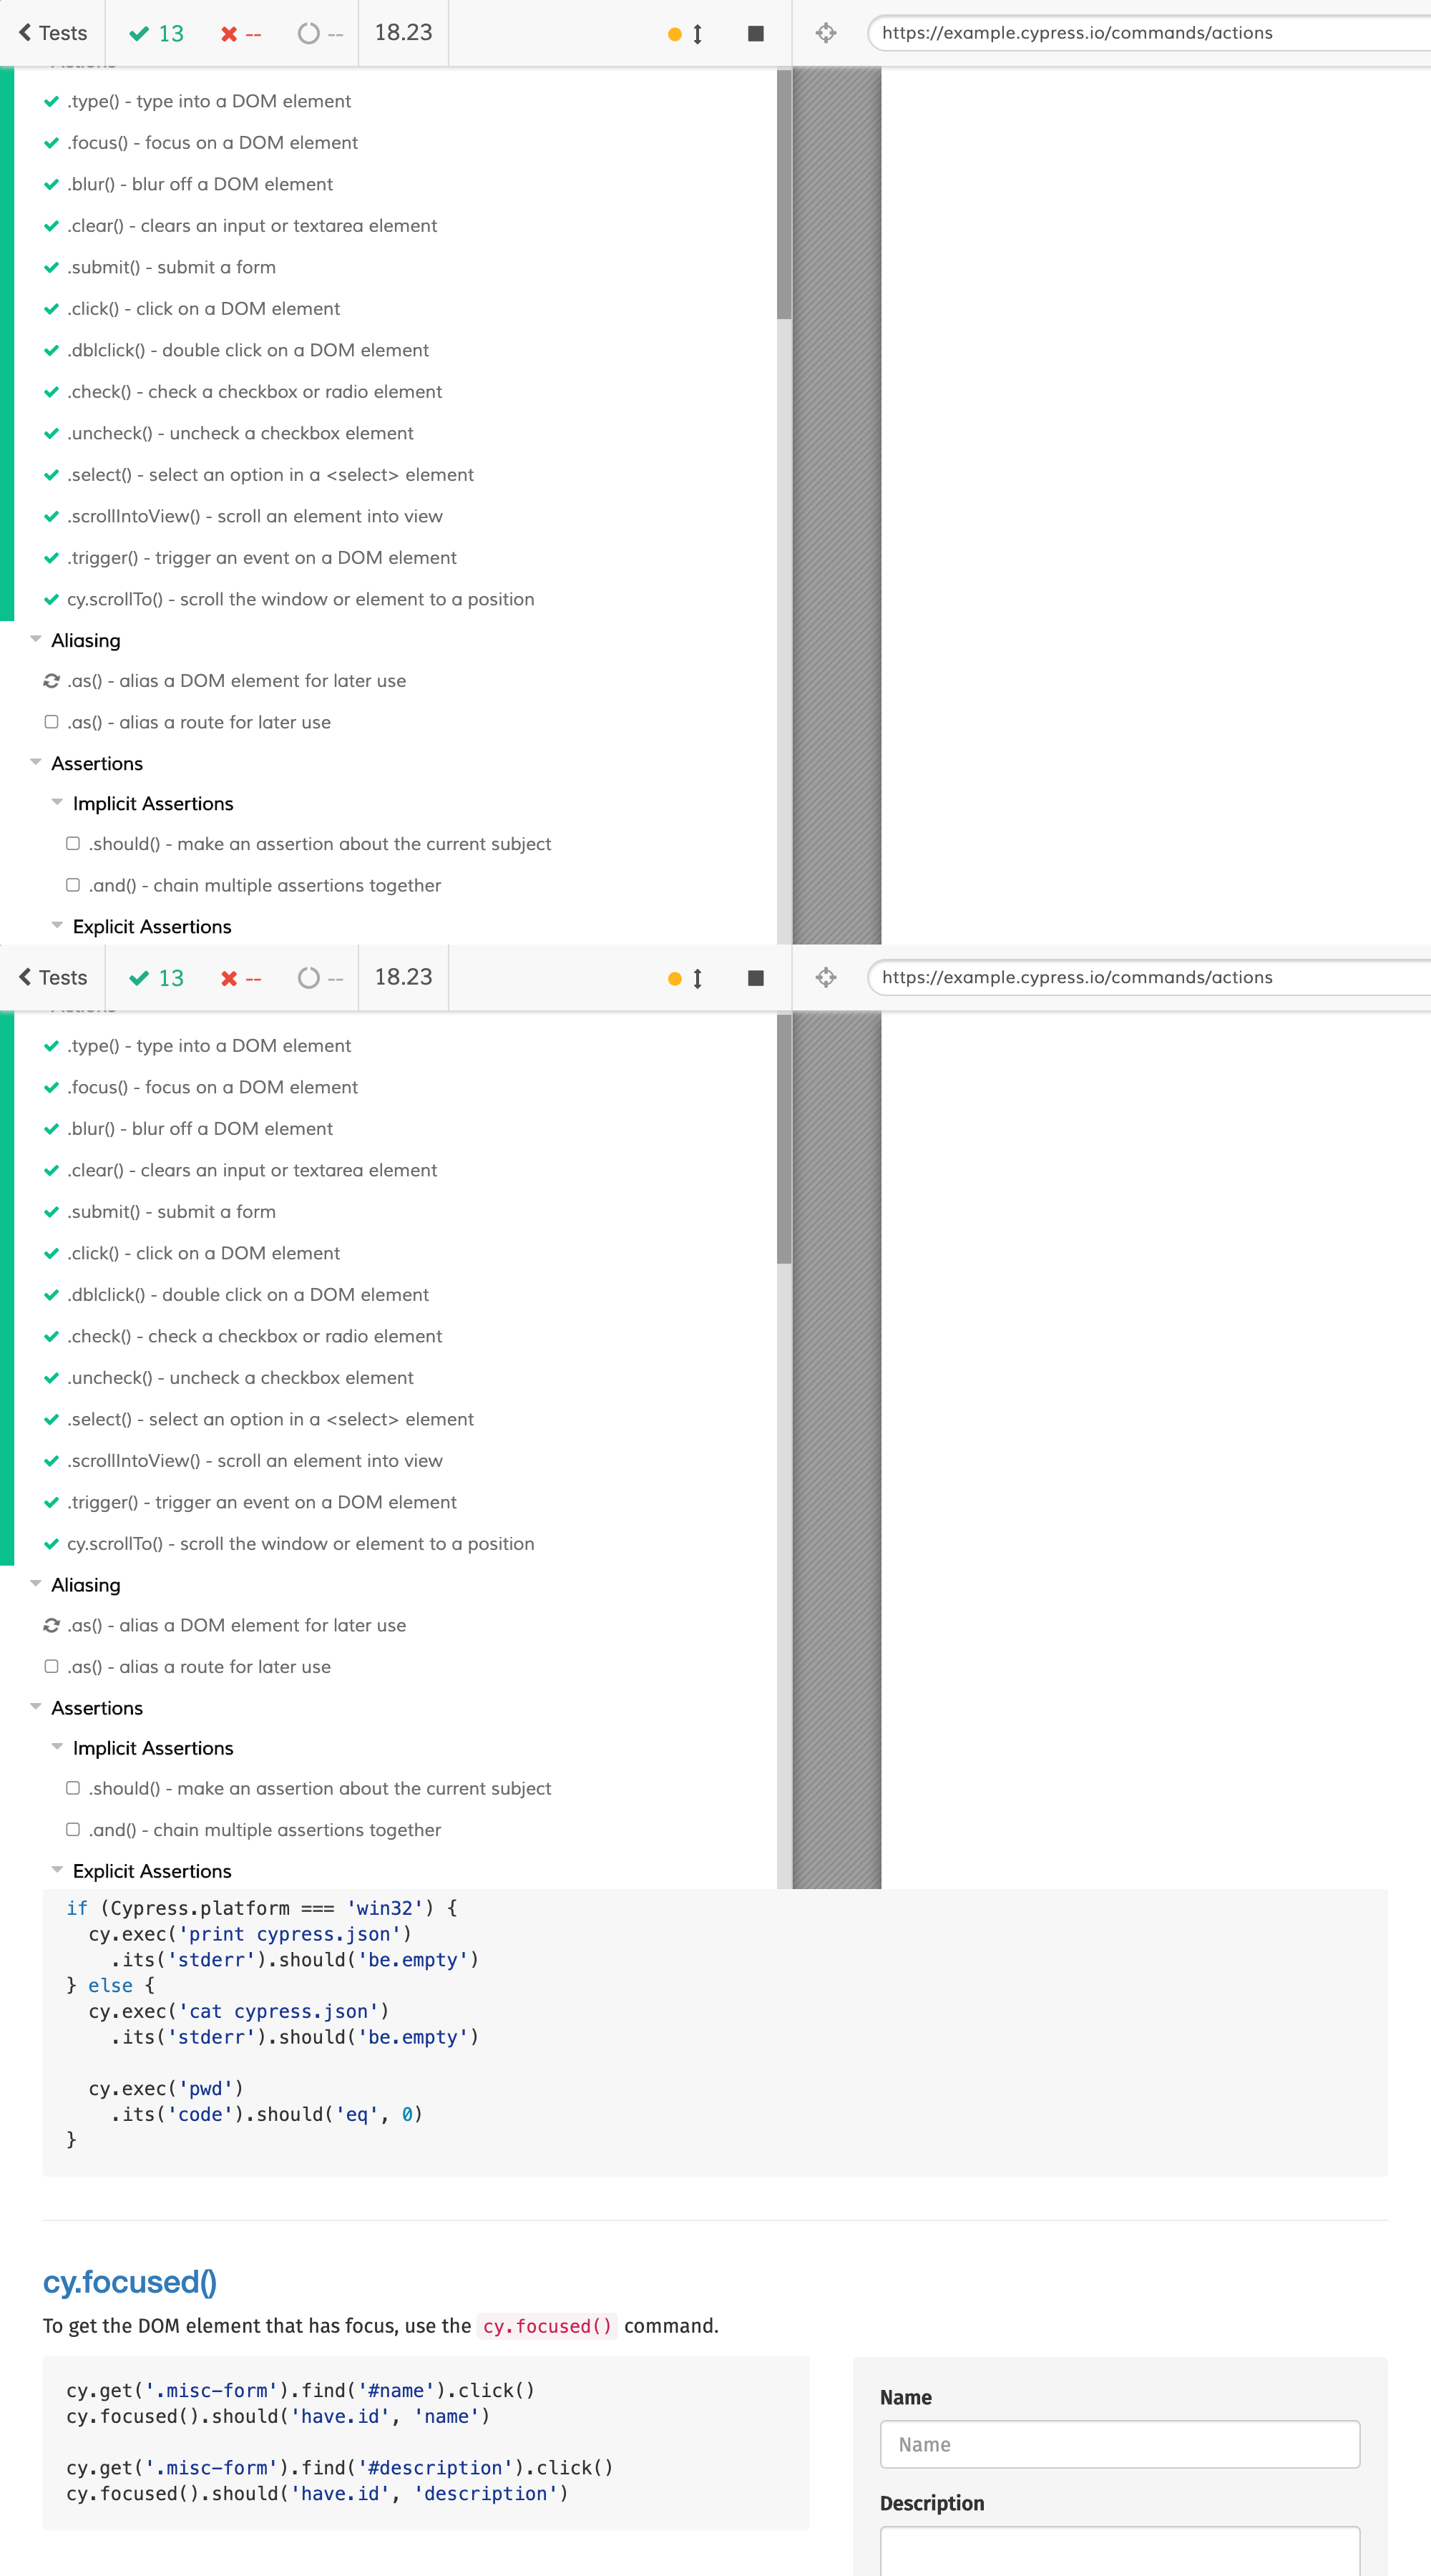 Tests 13 -- -- 18.23 https://example.cypress.io/commands/actions
Actions
.type() - type into a DOM element
.focus() - focus on a DOM element
.blur() - blur off a DOM element
.clear() - clears an input or textarea element
.submit() - submit a form
.click() - click on a DOM element
.dblclick() - double click on a DOM element
.check() - check a checkbox or radio element
.uncheck() - uncheck a checkbox element
.select() - select an option in a <select> element
.scrollIntoView() - scroll an element into view
.trigger() - trigger an event on a DOM element
cy.scrollTo() - scroll the window or element to a position
Aliasing
.as() - alias a DOM element for later use
.as() - alias a route for later use
Assertions
Implicit Assertions
.should() - make an assertion about the current subject
.and() - chain multiple assertions together
Explicit Assertions
Tests 13 -- -- 18.23 https://example.cypress.io/commands/actions
Actions
.type() - type into a DOM element
.focus() - focus on a DOM element
.blur() - blur off a DOM element
.clear() - clears an input or textarea element
.submit() - submit a form
.click() - click on a DOM element
.dblclick() - double click on a DOM element
.check() - check a checkbox or radio element
.uncheck() - uncheck a checkbox element
.select() - select an option in a <select> element
.scrollIntoView() - scroll an element into view
.trigger() - trigger an event on a DOM element
cy.scrollTo() - scroll the window or element to a position
Aliasing
.as() - alias a DOM element for later use
.as() - alias a route for later use
Assertions
Implicit Assertions
.should() - make an assertion about the current subject
.and() - chain multiple assertions together
Explicit Assertions
if (Cypress.platform === 'win32') {
  cy.exec('print cypress.json')
    .its('stderr').should('be.empty')
} else {
  cy.exec('cat cypress.json')
    .its('stderr').should('be.empty')

  cy.exec('pwd')
    .its('code').should('eq', 0)
}
cy.focused()
To get the DOM element that has focus, use the cy.focused() command.
cy.get('.misc-form').find('#name').click()
cy.focused().should('have.id', 'name')

cy.get('.misc-form').find('#description').click()
cy.focused().should('have.id', 'description')
Name
Name
Description